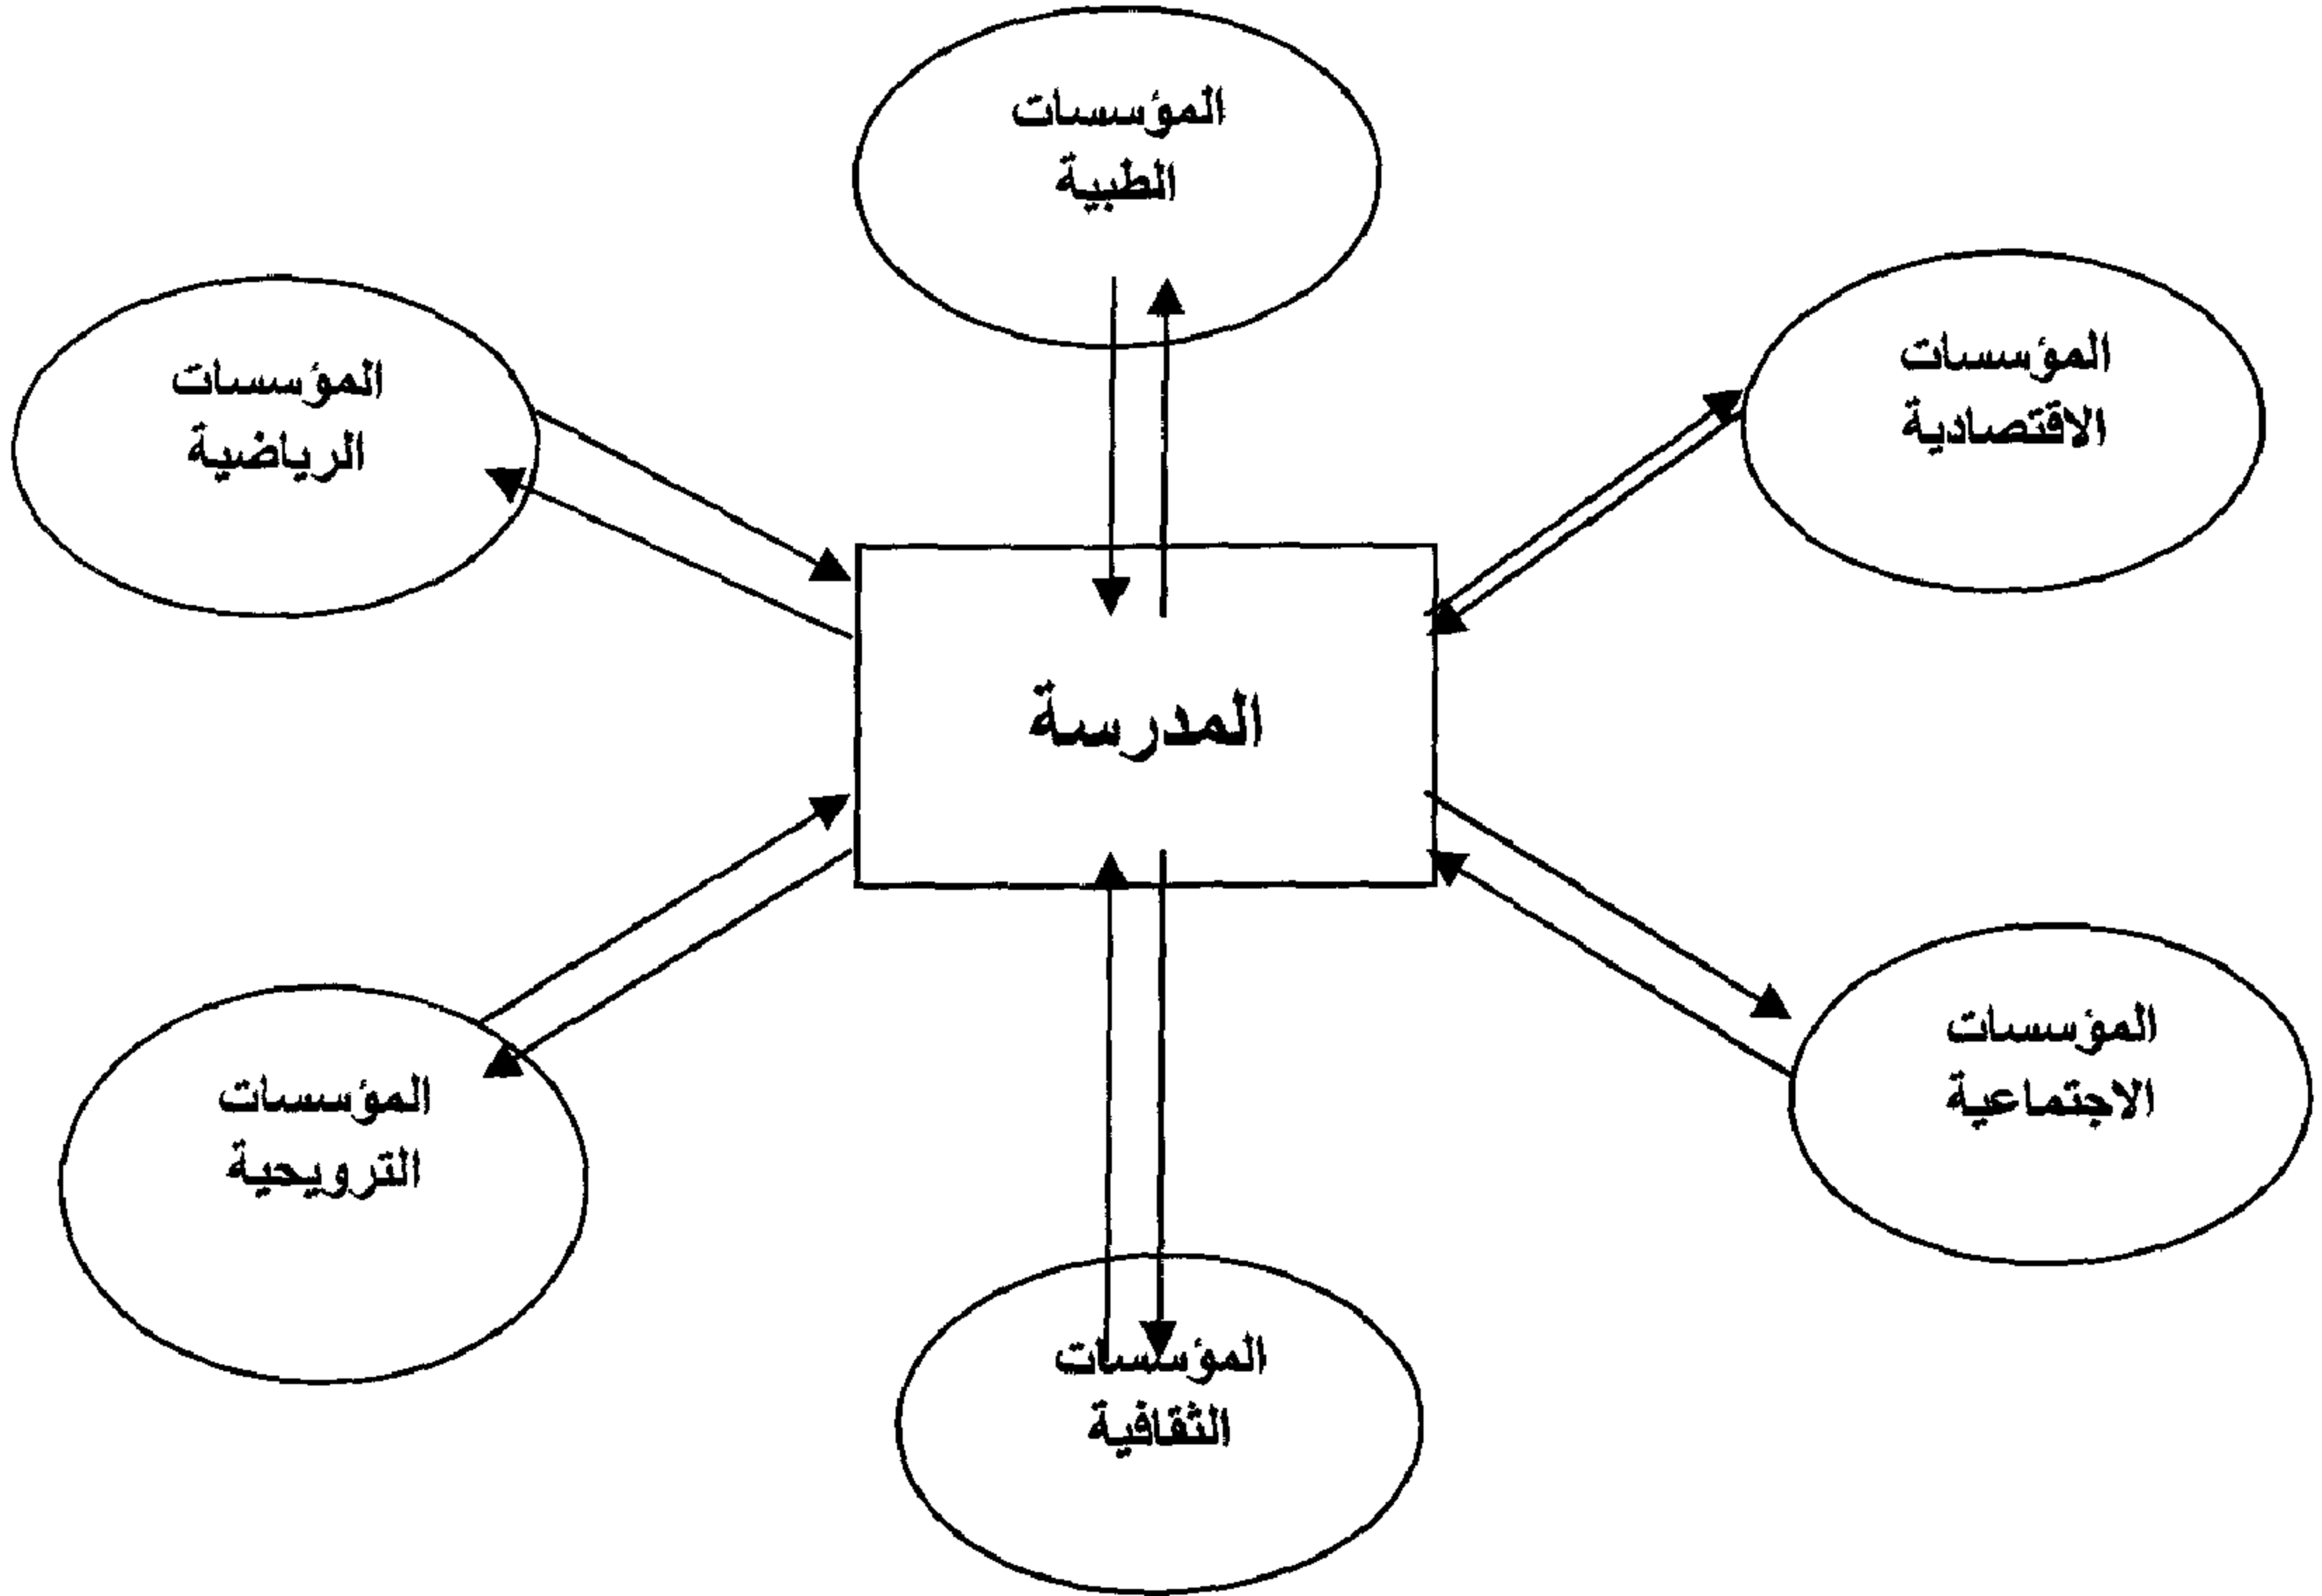 المؤسسات
الطبية
المؤسسات
الاقتصادية
المؤسسات
الرياضية
المدرسة
المؤسسات
الاجتماعية
المؤسسات
الترويحية
المؤسسات
الثقافية